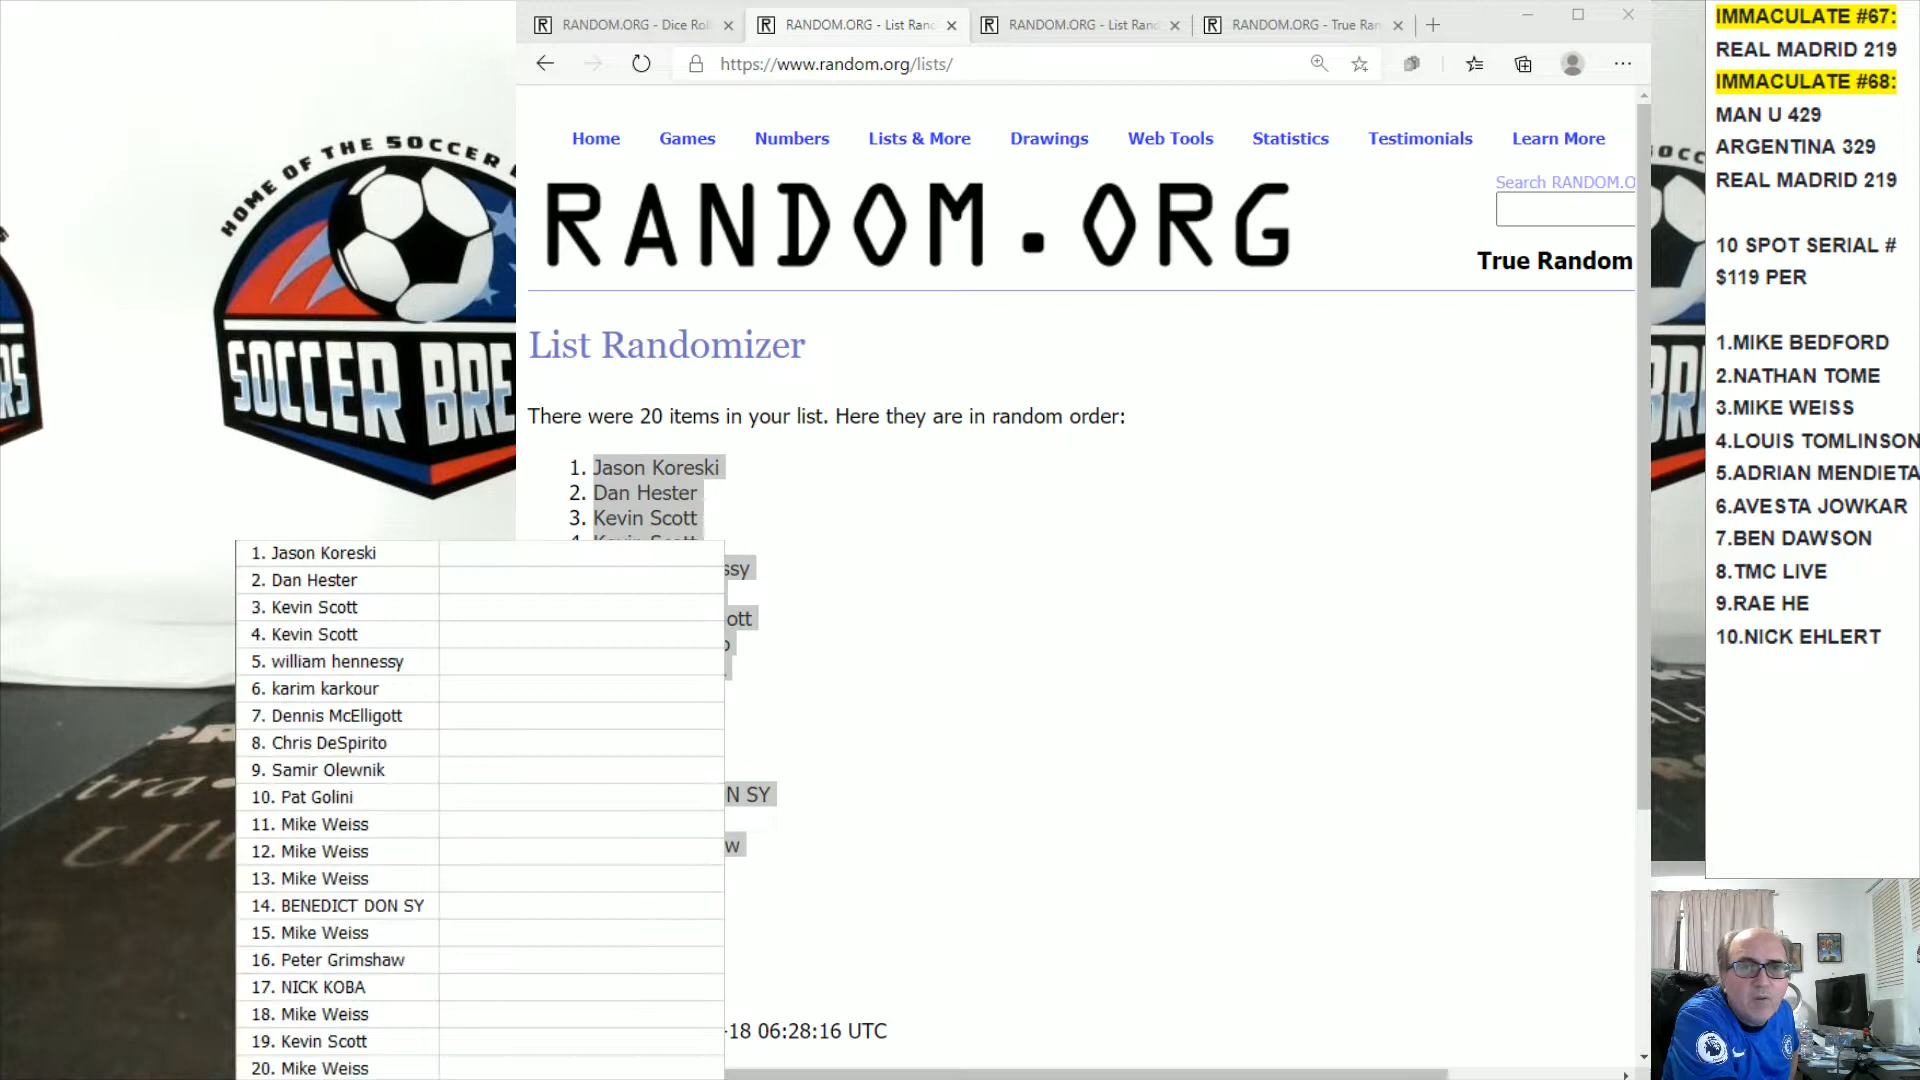 RANDOM.ORG - Dice Rol
RANDOM.ORG - List Ran
RANDOM.ORG - List Ran
RANDOM.ORG - True Ran
https://www.random.org/lists/
Home Games Numbers Lists & More Drawings Web Tools Statistics Testimonials Learn More
RANDOM.ORG
Search RANDOM.O
True Random
List Randomizer
There were 20 items in your list. Here they are in random order:
1. Jason Koreski
2. Dan Hester
3. Kevin Scott
ssy
ott
N SY
w
-18 06:28:16 UTC
1. Jason Koreski
2. Dan Hester
3. Kevin Scott
4. Kevin Scott
5. william hennessy
6. karim karkour
7. Dennis McElligott
8. Chris DeSpirito
9. Samir Olewnik
10. Pat Golini
11. Mike Weiss
12. Mike Weiss
13. Mike Weiss
14. BENEDICT DON SY
15. Mike Weiss
16. Peter Grimshaw
17. NICK KOBA
18. Mike Weiss
19. Kevin Scott
20. Mike Weiss
HOME OF THE SOCCER
SOCCER BRE
IMMACULATE #67:
REAL MADRID 219
IMMACULATE #68:
MAN U 429
ARGENTINA 329
REAL MADRID 219
10 SPOT SERIAL #
$119 PER
1.MIKE BEDFORD
2.NATHAN TOME
3.MIKE WEISS
4.LOUIS TOMLINSON
5.ADRIAN MENDIETA
6.AVESTA JOWKAR
7.BEN DAWSON
8.TMC LIVE
9.RAE HE
10.NICK EHLERT